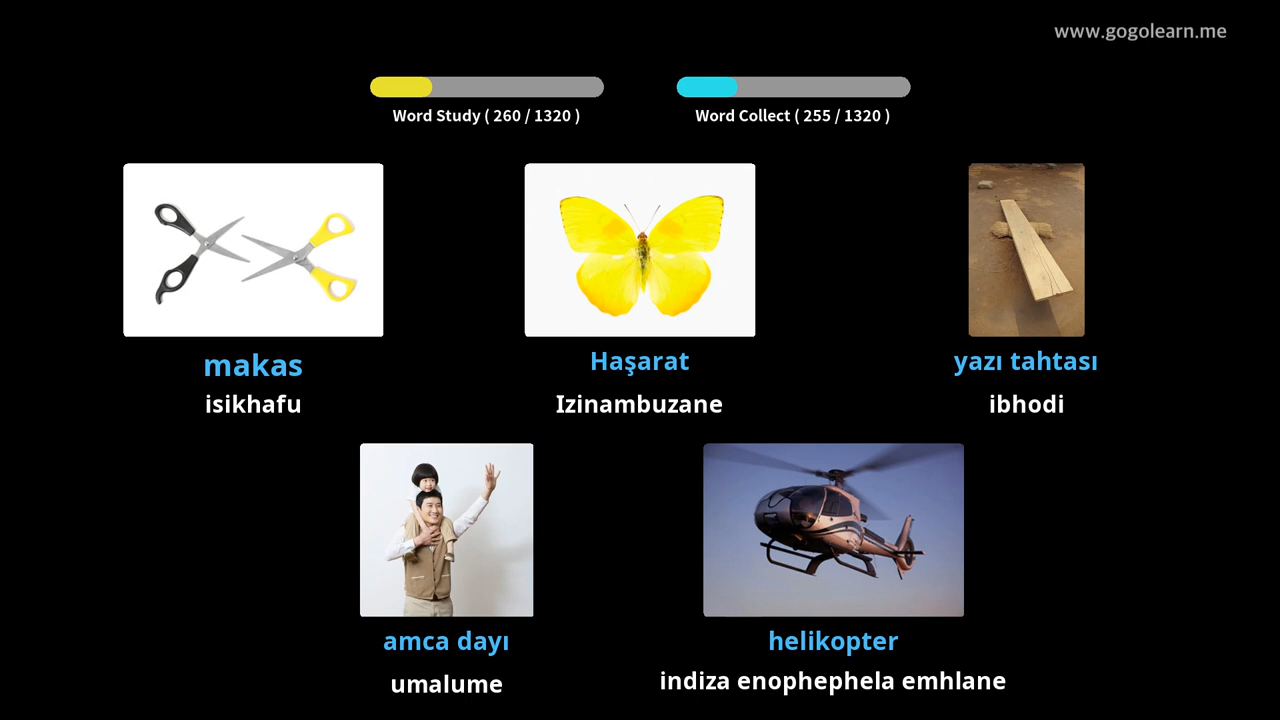 www.gogolearn.me
Word Study ( 260 / 1320 )
Word Collect ( 255 / 1320 )
makas
isikhafu
Haşarat
Izinambuzane
yazı tahtası
ibhodi
amca dayı
umalume
helikopter
indiza enophephela emhlane